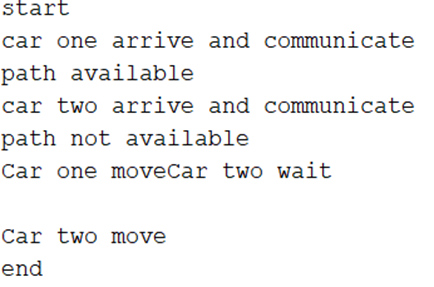 start
car one arrive and communicate
path available
car two arrive and communicate
path not available
Car one moveCar two wait
Car two move
end